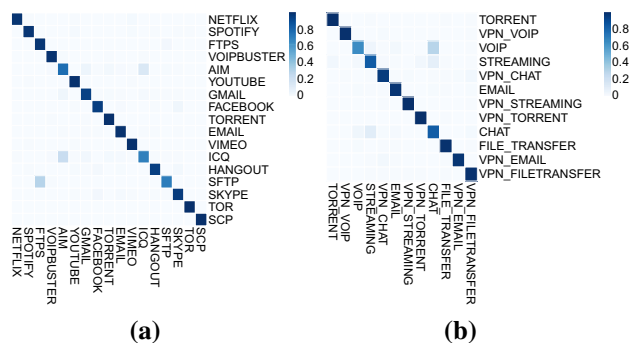 NETFLIX
SPOTIFY
FTPS
VOIPBUSTER
AIM
YOUTUBE
GMAIL
FACEBOOK
TORRENT
EMAIL
VIMEO
ICQ
HANGOUT
SFTP
SKYPE
TOR
SCP
0.8
0.6
0.4
0.2
0
NETFLIX
SPOTIFY
FTPS
VOIPBUSTER
AIM
YOUTUBE
GMAIL
FACEBOOK
TORRENT
EMAIL
VIMEO
ICQ
HANGOUT
SFTP
SKYPE
TOR
SCP
(a)
TORRENT
VPN_VOIP
VOIP
STREAMING
VPN_CHAT
EMAIL
VPN_STREAMING
VPN_TORRENT
CHAT
FILE_TRANSFER
VPN_EMAIL
VPN_FILETRANSFER
0.8
0.6
0.4
0.2
0
TORRENT
VPN_VOIP
VOIP
STREAMING
VPN_CHAT
EMAIL
VPN_STREAMING
VPN_TORRENT
CHAT
FILE_TRANSFER
VPN_EMAIL
VPN_FILETRANSFER
(b)